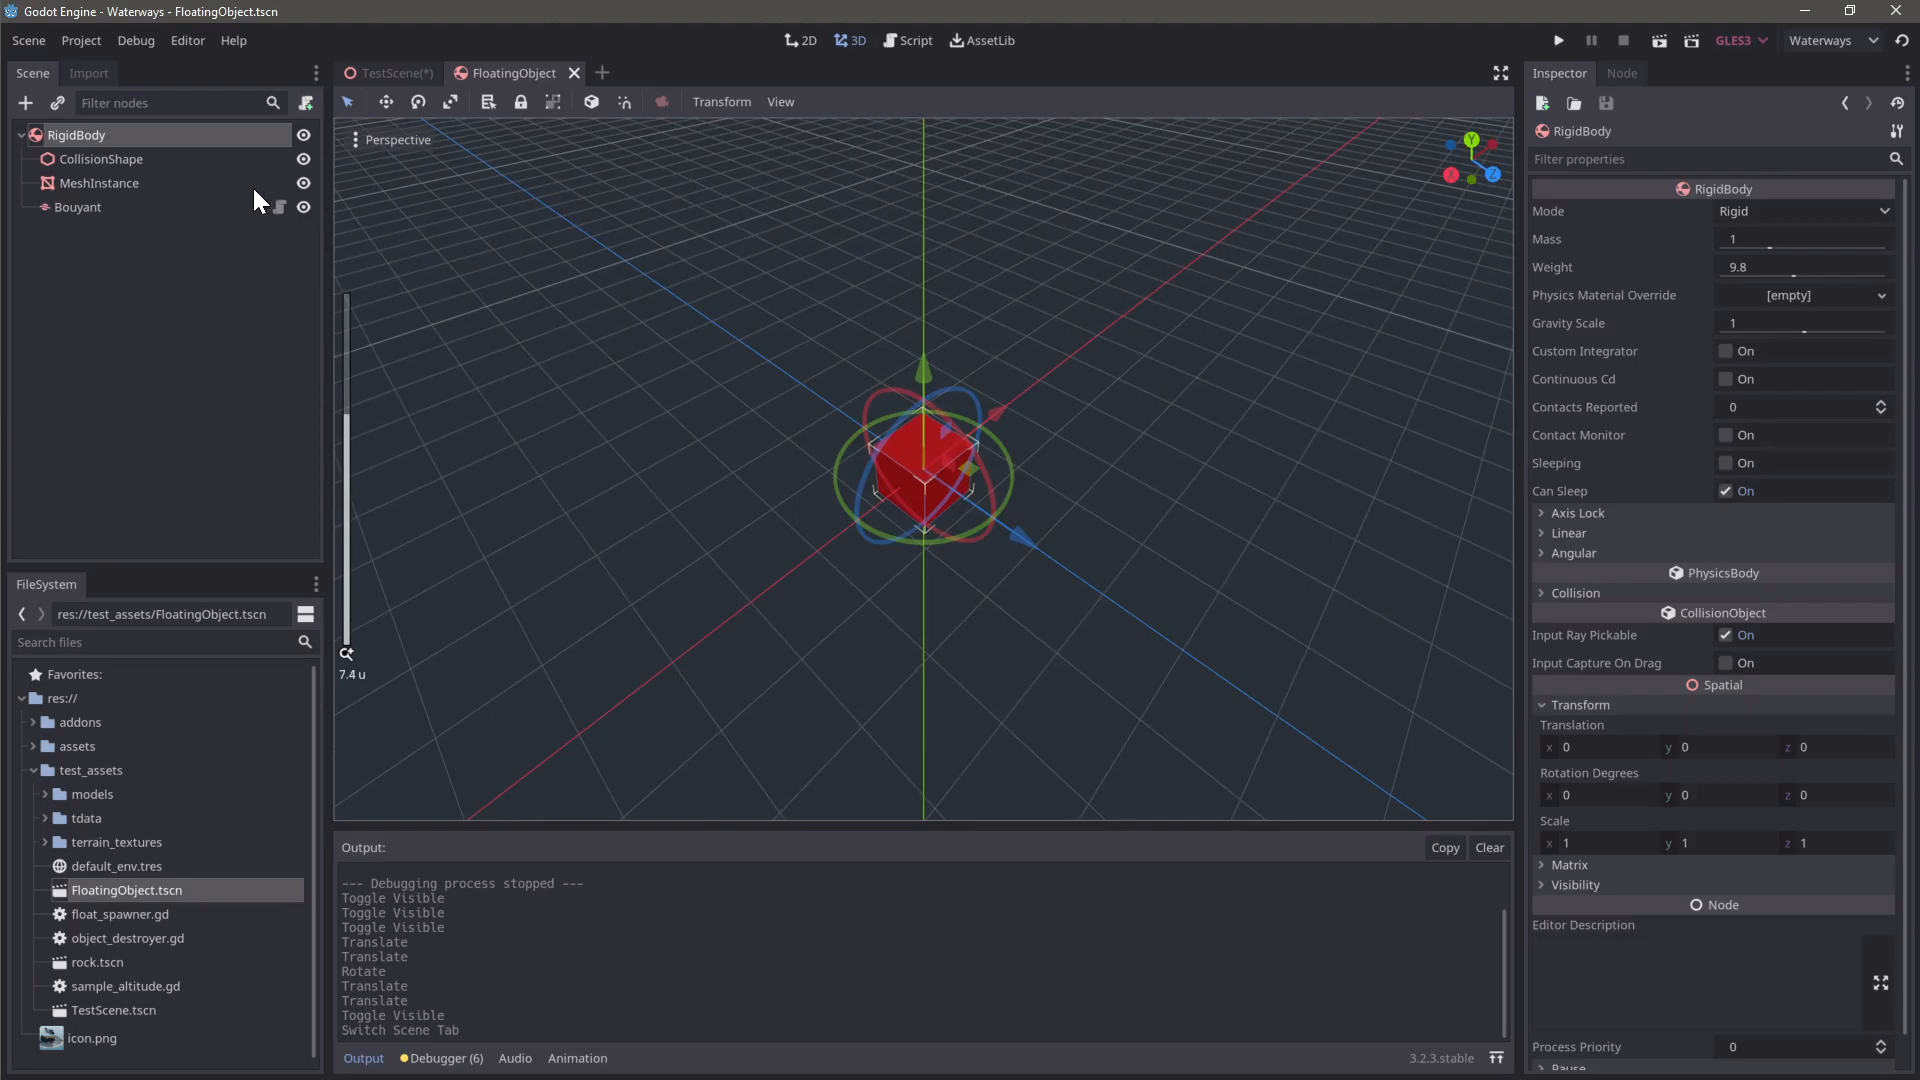 Godot Engine - Waterways - FloatingObject.tscn
Scene Project Debug Editor Help
2D 3D Script AssetLib
GLES3 Waterways
Scene Import
Filter nodes
RigidBody
CollisionShape
MeshInstance
Bouyant
TestScene(*) FloatingObject
Transform View
Perspective
Y
X
Z
7.4 u
FileSystem
res://test_assets/FloatingObject.tscn
Search files
Favorites:
res://
addons
assets
test_assets
models
tdata
terrain_textures
default_env.tres
FloatingObject.tscn
float_spawner.gd
object_destroyer.gd
rock.tscn
sample_altitude.gd
TestScene.tscn
icon.png
Output:
Copy Clear
--- Debugging process stopped ---
Toggle Visible
Toggle Visible
Toggle Visible
Translate
Translate
Rotate
Translate
Translate
Toggle Visible
Switch Scene Tab
Output Debugger (6) Audio Animation
3.2.3.stable
Inspector Node
RigidBody
Filter properties
RigidBody
Mode Rigid
Mass 1
Weight 9.8
Physics Material Override [empty]
Gravity Scale 1
Custom Integrator On
Continuous Cd On
Contacts Reported 0
Contact Monitor On
Sleeping On
Can Sleep On
Axis Lock
Linear
Angular
PhysicsBody
Collision
CollisionObject
Input Ray Pickable On
Input Capture On Drag On
Spatial
Transform
Translation
x 0 y 0 z 0
Rotation Degrees
x 0 y 0 z 0
Scale
x 1 y 1 z 1
Matrix
Visibility
Node
Editor Description
Process Priority 0
Pause